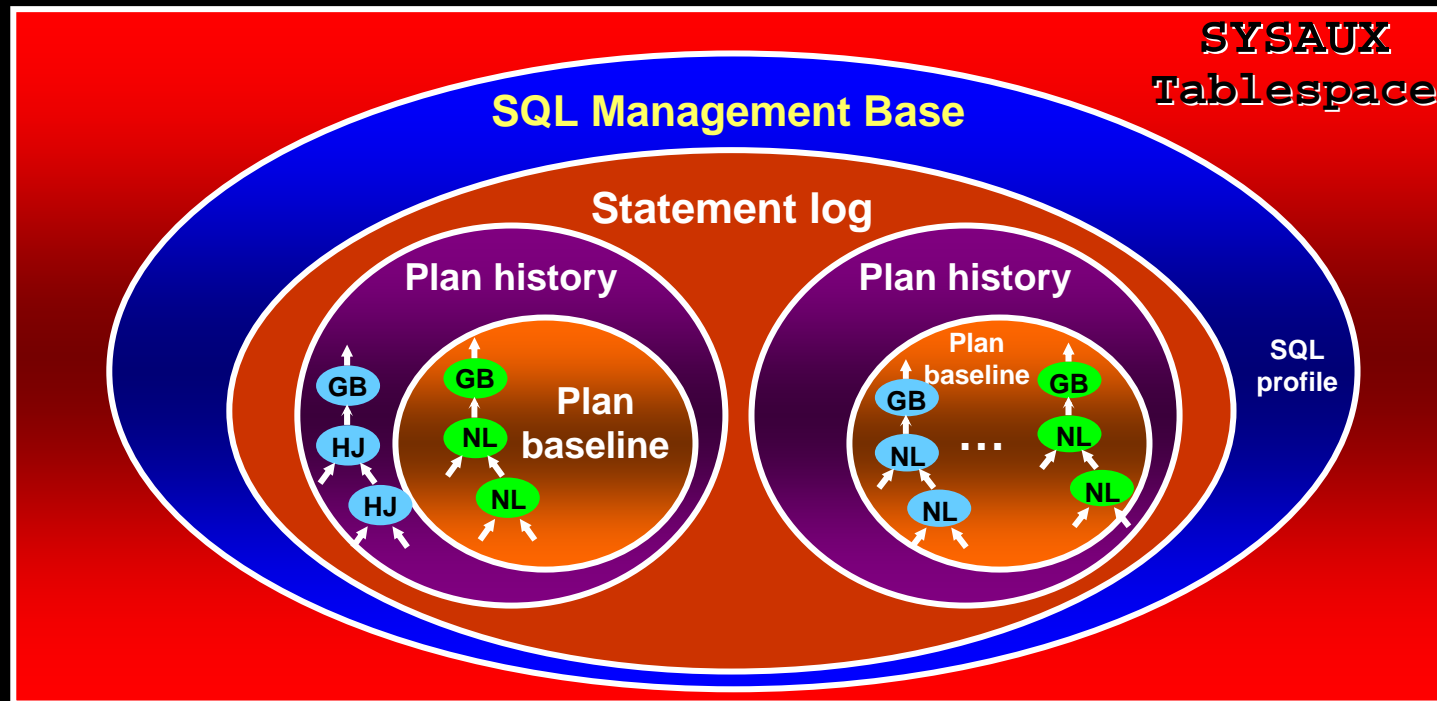 SYSAUX
Tablespace
SQL Management Base
Statement log
Plan history
Plan history
GB
HJ
HJ
GB
NL
NL
Plan
baseline
Plan
baseline
GB
NL
NL
...
GB
NL
NL
SQL
profile